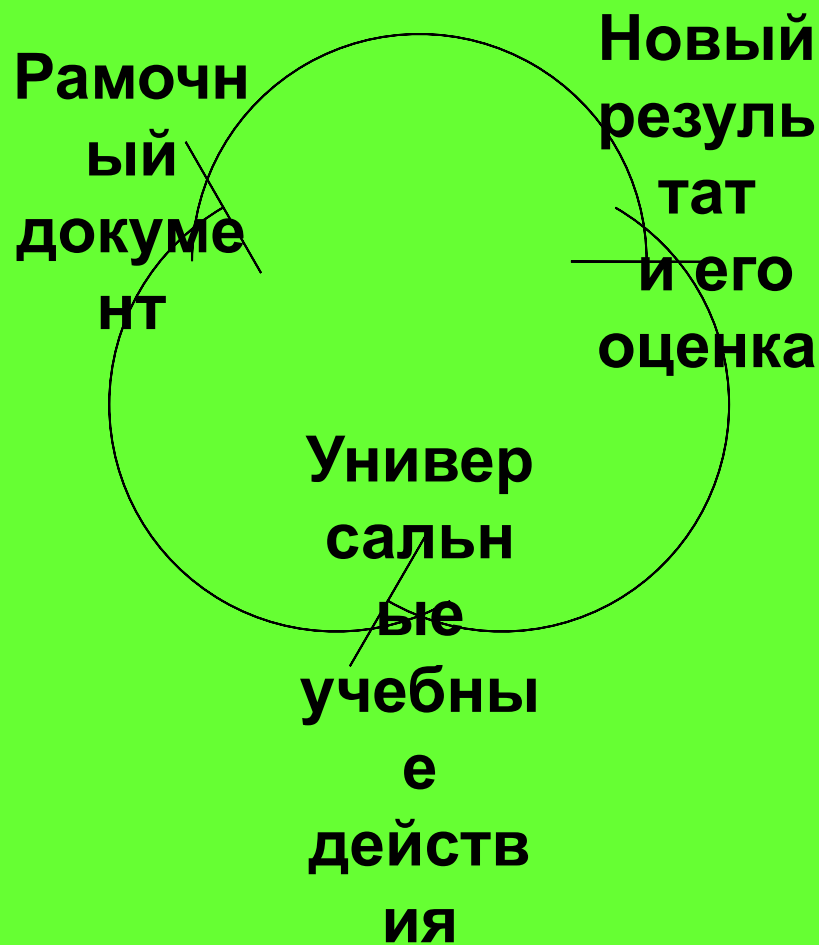 Рамочн
ый
докуме
нт
Новый
резуль
тат
и его
оценка
Универ
сальн
ые
учебны
е
действ
ия